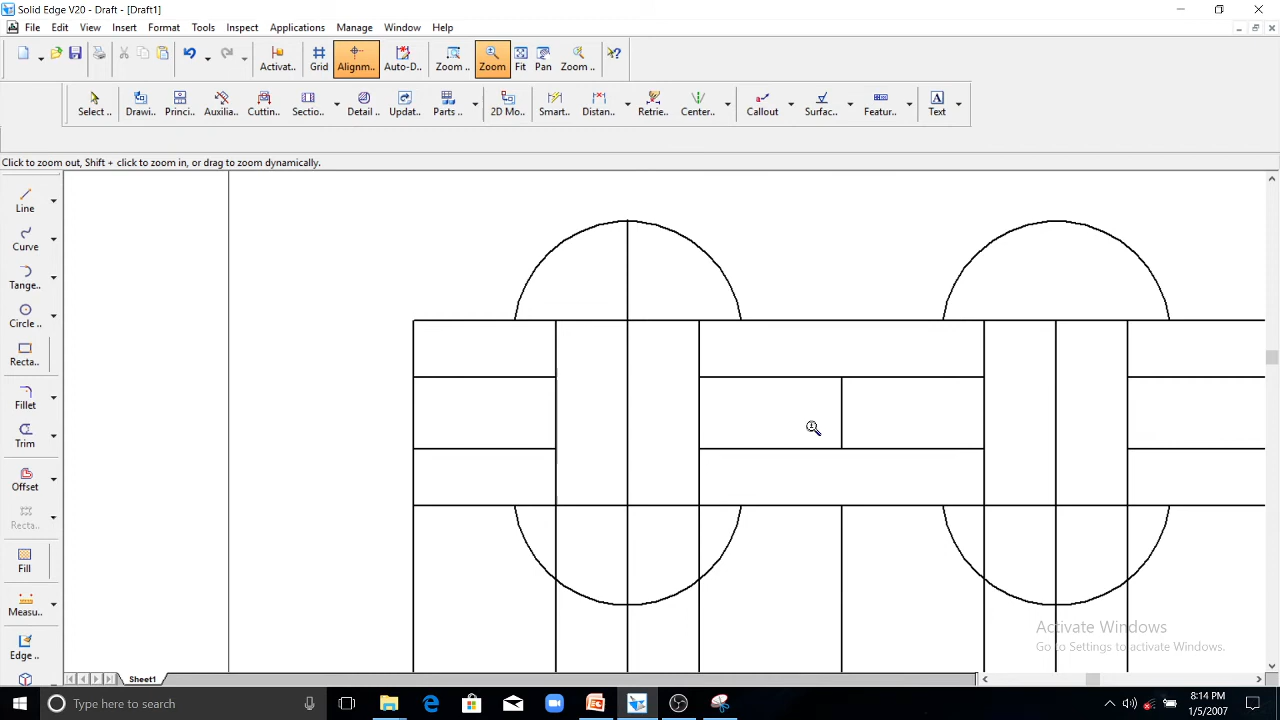 Solid Edge V20 - Draft - [Draft1]
File Edit View Insert Format Tools Inspect Applications Manage Window Help
Activat.. Grid Alignm.. Auto-D.. Zoom .. Zoom Fit Pan Zoom ..
Select .. Drawi.. Princi.. Auxilia.. Cuttin.. Sectio.. Detail .. Updat.. Parts .. 2D Mo.. Smart.. Distan.. Retrie.. Center.. Callout Surfac.. Featur.. Text
Click to zoom out, Shift + click to zoom in, or drag to zoom dynamically.
Line
Curve
Tange..
Circle ..
Recta..
Fillet
Trim
Offset
Recta..
Fill
Measu..
Edge ..
Activate Windows
Go to Settings to activate Windows.
Sheet1
Type here to search
8:14 PM
1/5/2007